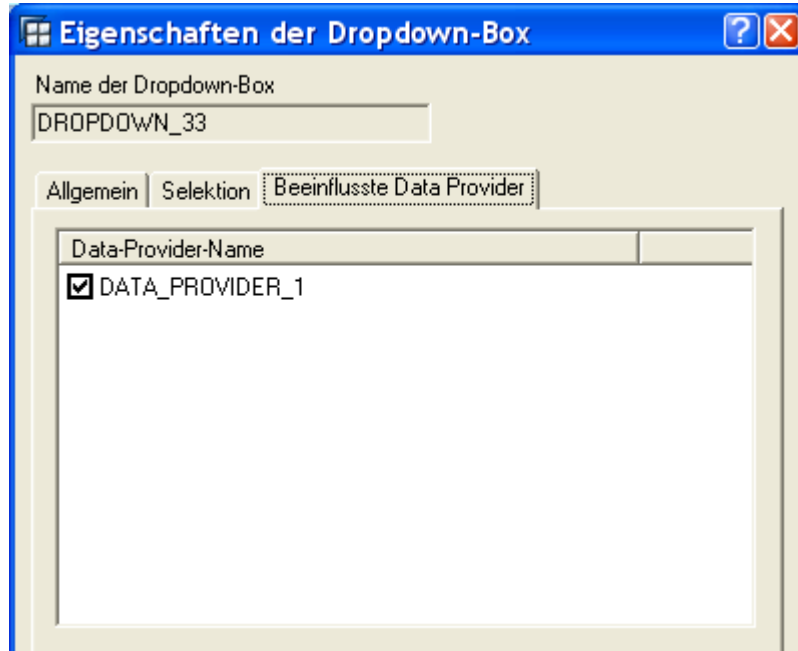 Eigenschaften der Dropdown-Box
Name der Dropdown-Box
DROPDOWN_33
Allgemein Selektion Beeinflusste Data Provider
Data-Provider-Name
DATA_PROVIDER_1